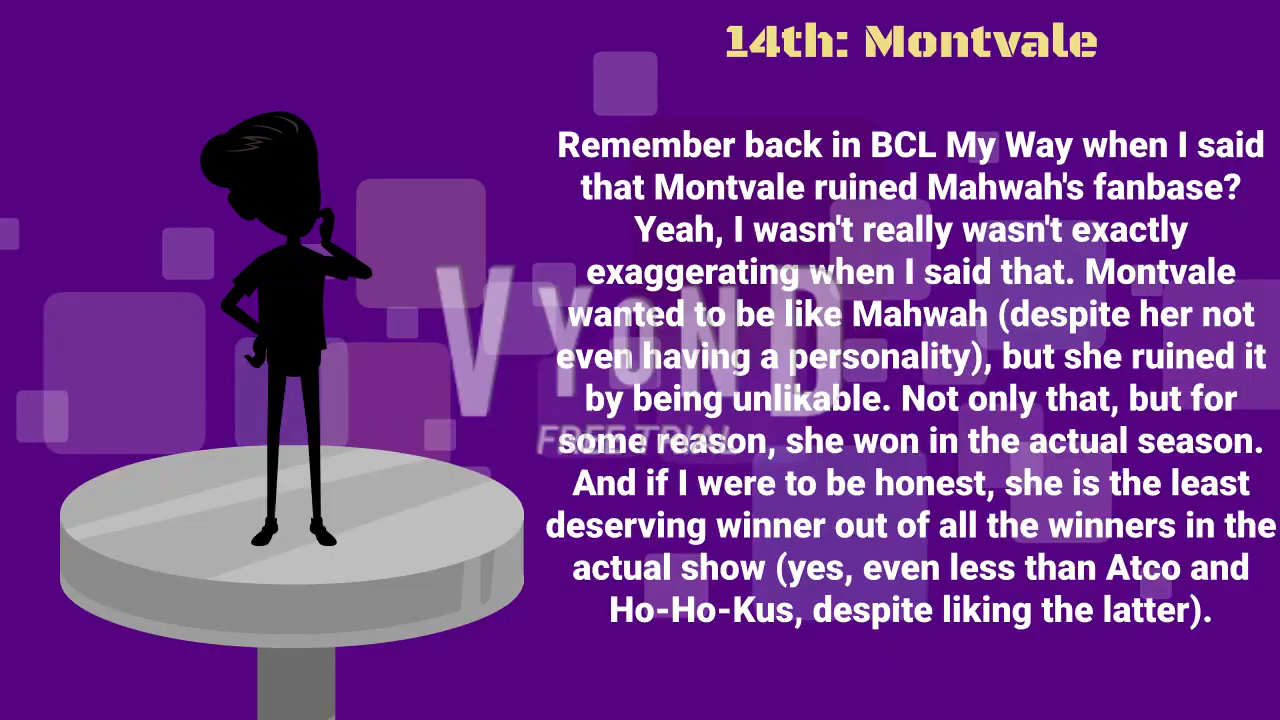 14th: Montvale
Remember back in BCL My Way when I said
that Montvale ruined Mahwah's fanbase?
Yeah, I wasn't really wasn't exactly
exaggerating when I said that. Montvale
wanted to be like Mahwah (despite her not
even having a personality), but she ruined it
by being unlikable. Not only that, but for
some reason, she won in the actual season.
And if I were to be honest, she is the least
deserving winner out of all the winners in the
actual show (yes, even less than Atco and
Ho-Ho-Kus, despite liking the latter).
VYOND
FREE TRIAL